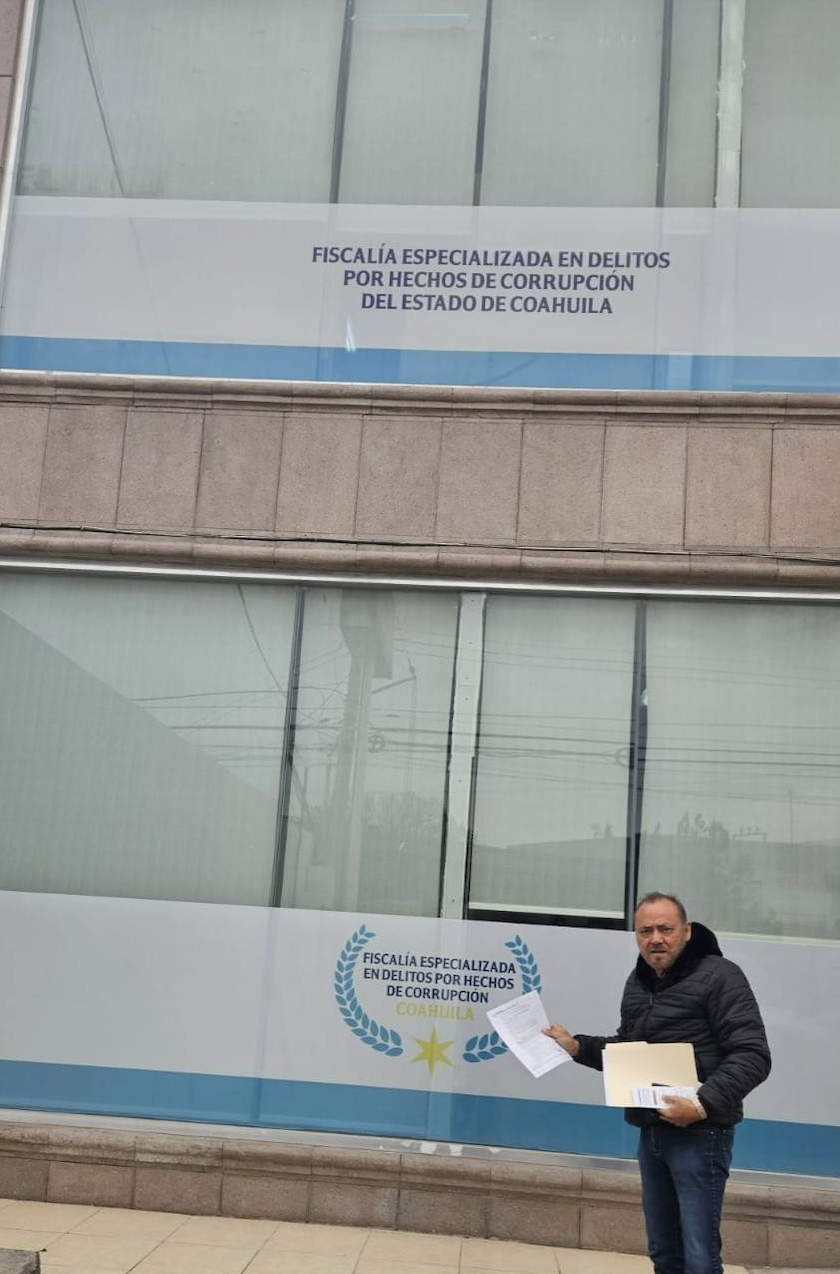 FISCALÍA ESPECIALIZADA EN DELITOS
POR HECHOS DE CORRUPCIÓN
DEL ESTADO DE COAHUILA
FISCALÍA ESPECIALIZADA
EN DELITOS POR HECHOS
DE CORRUPCIÓN
COAHUILA